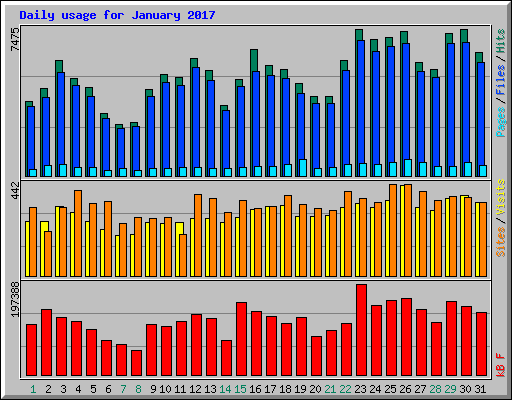 Daily usage for January 2017
7475
Pages / Files / Hits
442
Sites / Visits
197388
kB F
1 2 3 4 5 6 7 8 9 10 11 12 13 14 15 16 17 18 19 20 21 22 23 24 25 26 27 28 29 30 31